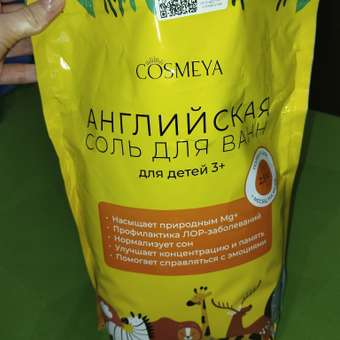 COSMEYA
АНГЛИЙСКАЯ
СОЛЬ ДЛЯ ВАНН
для детей 3+
• Насыщает природным Mg+
• Профилактика ЛОР-заболеваний
• Нормализует сон
• Улучшает концентрацию и память
• Помогает справляться с эмоциями